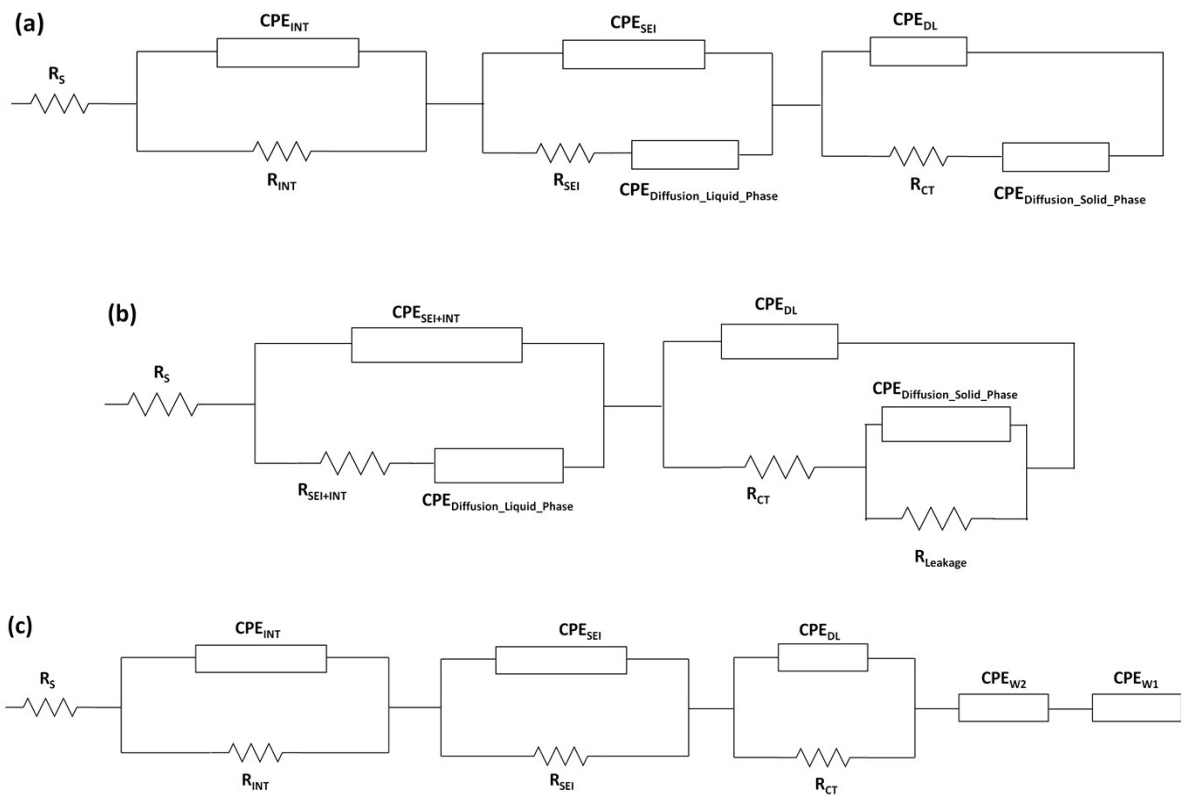 (a)
CPE_INT
CPE_SEI
CPE_DL
R_S
R_INT
R_SEI
CPE_Diffusion_Liquid_Phase
R_CT
CPE_Diffusion_Solid_Phase
(b)
CPE_SEI+INT
CPE_DL
R_S
CPE_Diffusion_Solid_Phase
R_SEI+INT
CPE_Diffusion_Liquid_Phase
R_CT
R_Leakage
(c)
CPE_INT
CPE_SEI
CPE_DL
R_S
CPE_W2
CPE_W1
R_INT
R_SEI
R_CT